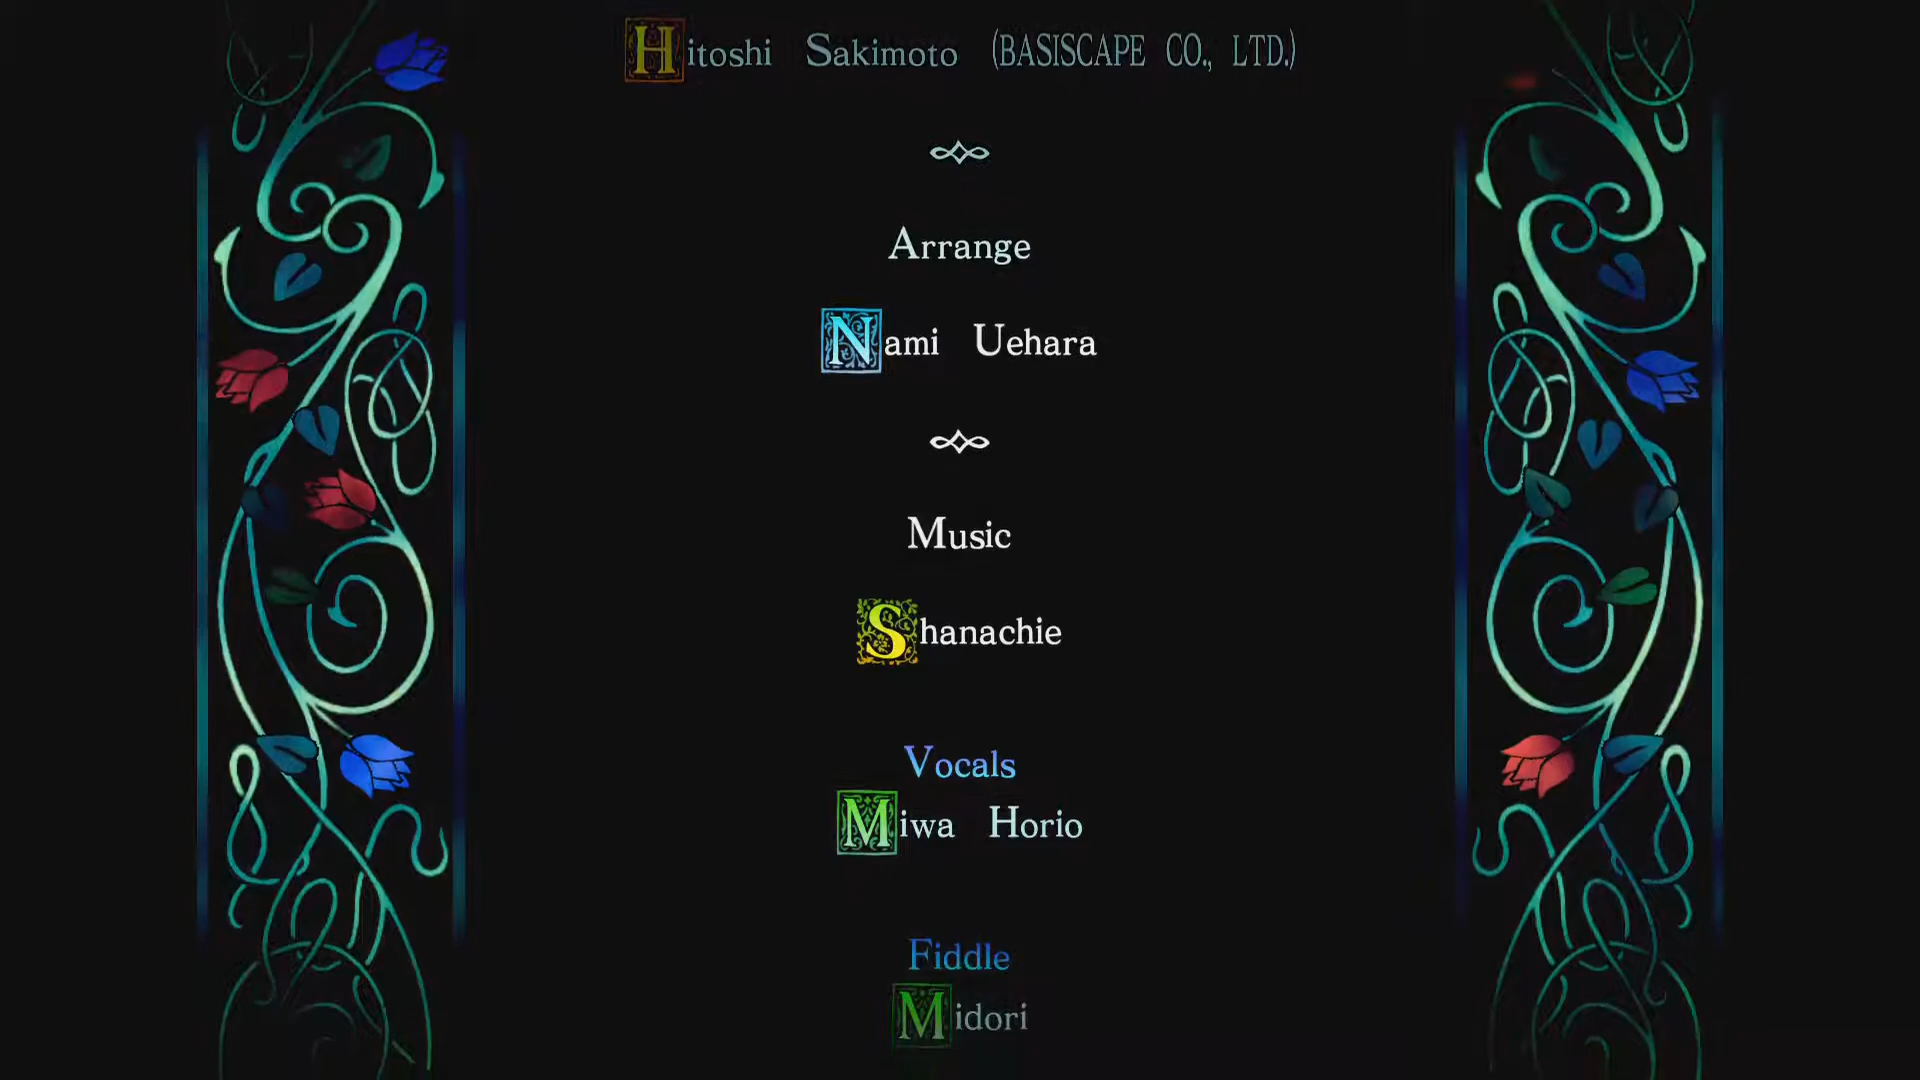 Hitoshi Sakimoto (BASISCAPE CO., LTD.)
Arrange
Nami Uehara
Music
Shanachie
Vocals
Miwa Horio
Fiddle
Midori